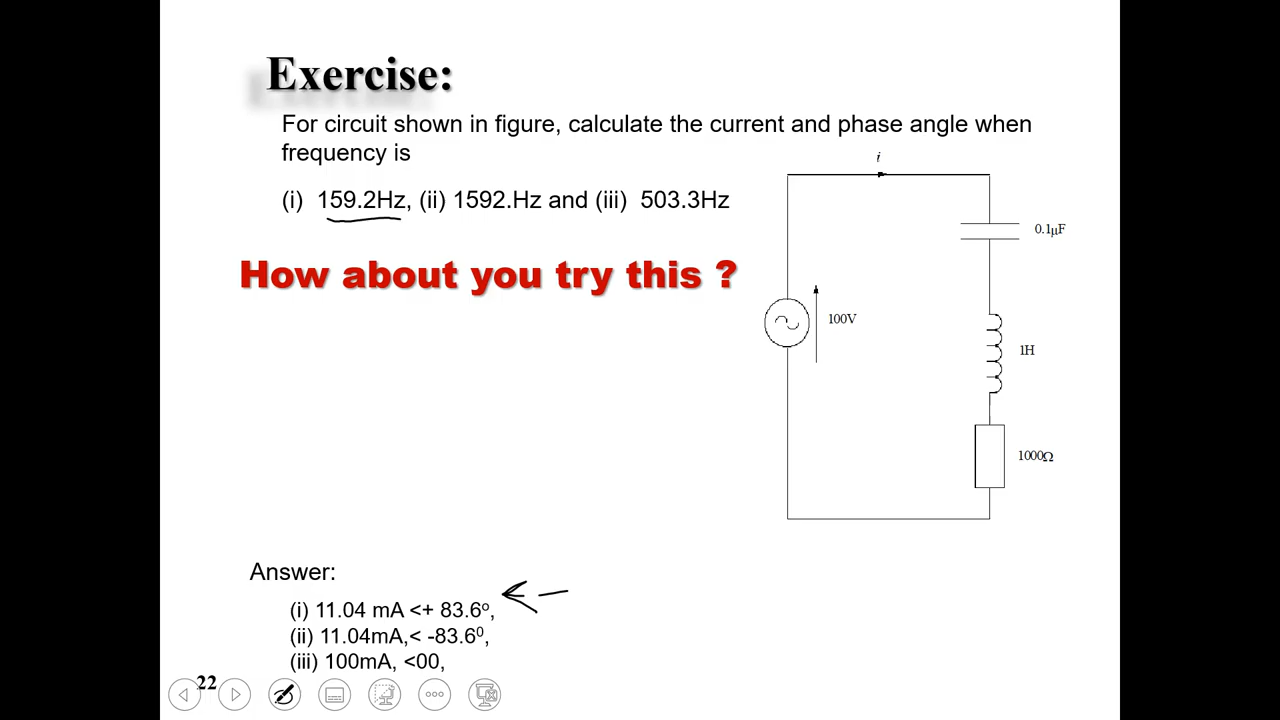 Exercise:
For circuit shown in figure, calculate the current and phase angle when
frequency is
(i) 159.2Hz, (ii) 1592.Hz and (iii) 503.3Hz
How about you try this ?
i
0.1µF
100V
1H
1000Ω
Answer:
(i) 11.04 mA <+ 83.6º,
(ii) 11.04mA,< -83.6⁰,
(iii) 100mA, <00,
22